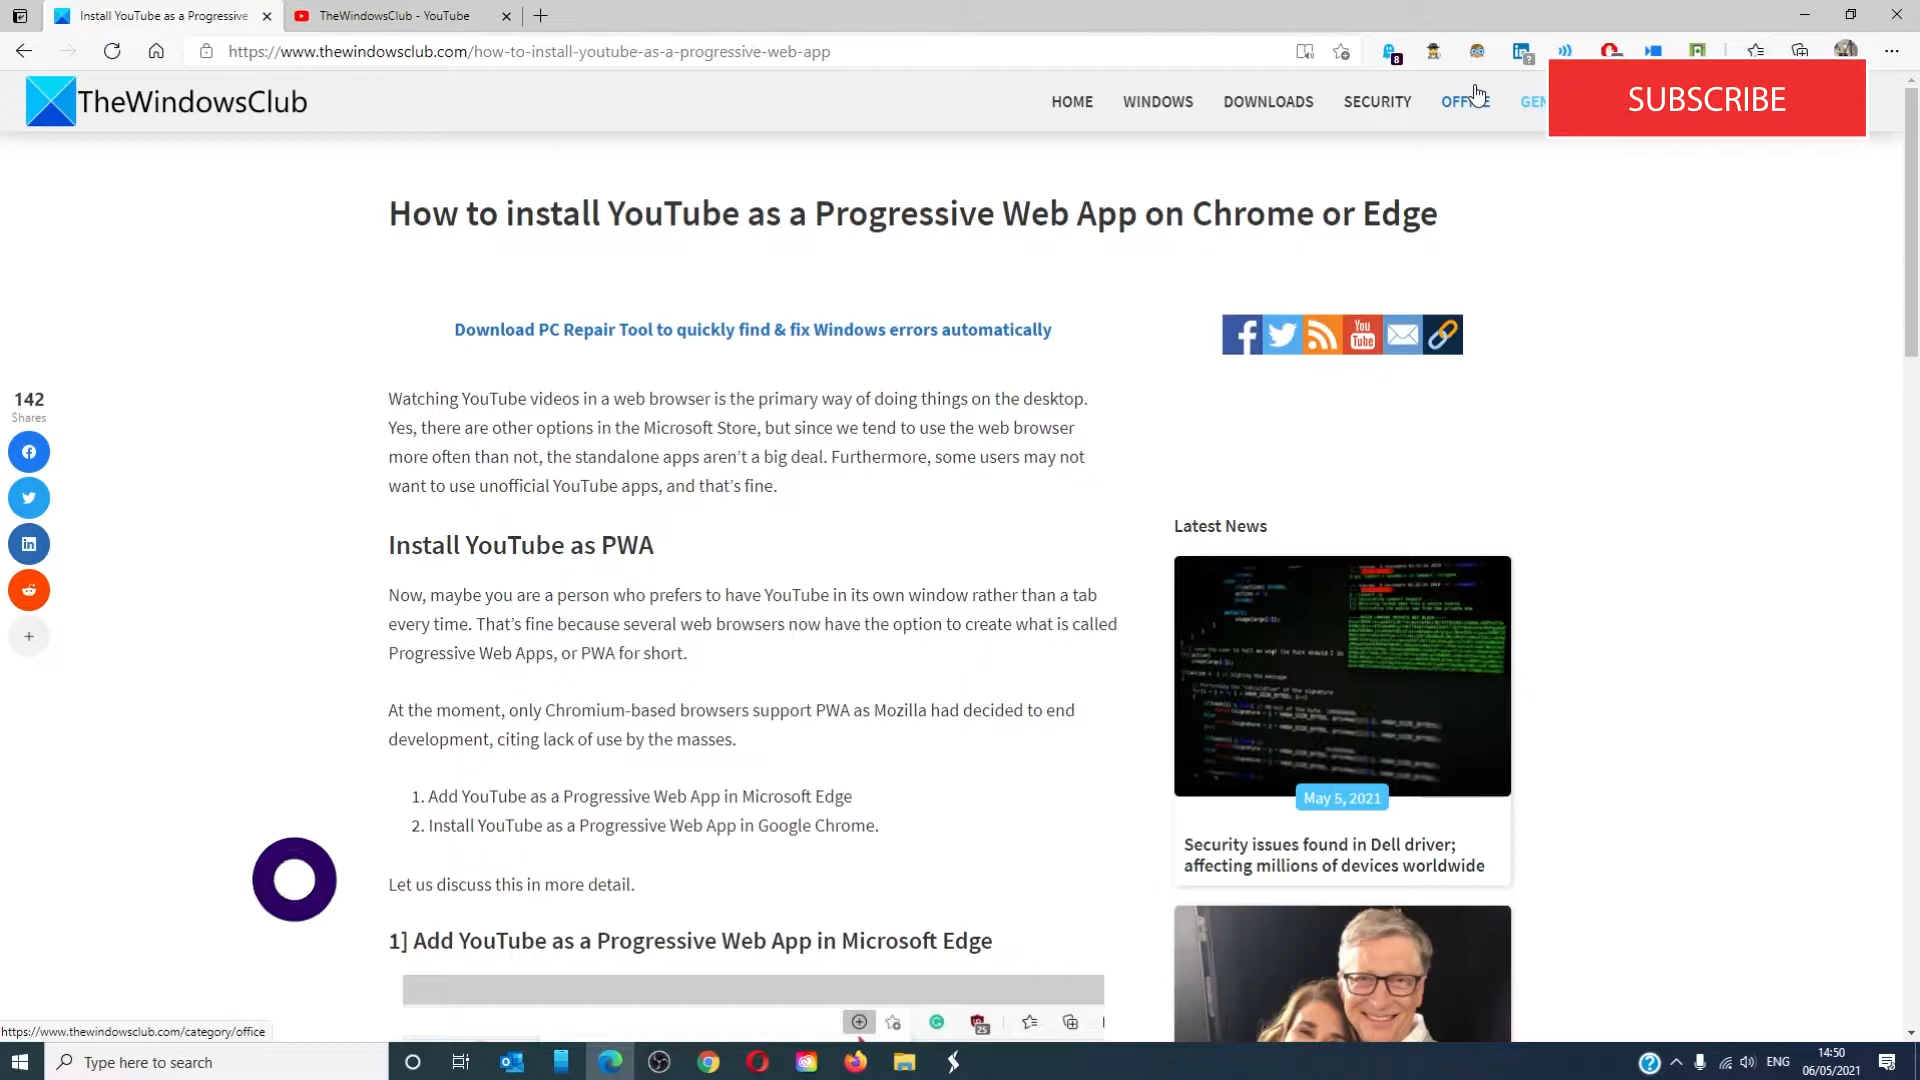 Install YouTube as a Progressive
TheWindowsClub - YouTube
https://www.thewindowsclub.com/how-to-install-youtube-as-a-progressive-web-app
8
?
TheWindowsClub
HOME
WINDOWS
DOWNLOADS
SECURITY
SUBSCRIBE
How to install YouTube as a Progressive Web App on Chrome or Edge
Download PC Repair Tool to quickly find & fix Windows errors automatically
You
Tube
142
Shares
Watching YouTube videos in a web browser is the primary way of doing things on the desktop.
Yes, there are other options in the Microsoft Store, but since we tend to use the web browser
more often than not, the standalone apps aren't a big deal. Furthermore, some users may not
want to use unofficial YouTube apps, and that's fine.
Install YouTube as PWA
Now, maybe you are a person who prefers to have YouTube in its own window rather than a tab
every time. That's fine because several web browsers now have the option to create what is called
Progressive Web Apps, or PWA for short.
At the moment, only Chromium-based browsers support PWA as Mozilla had decided to end
development, citing lack of use by the masses.
1. Add YouTube as a Progressive Web App in Microsoft Edge
2. Install YouTube as a Progressive Web App in Google Chrome.
Let us discuss this in more detail.
1] Add YouTube as a Progressive Web App in Microsoft Edge
25
Latest News
May 5, 2021
Security issues found in Dell driver;
affecting millions of devices worldwide
https://www.thewindowsclub.com/category/office
Type here to search
ENG
14:50
06/05/2021